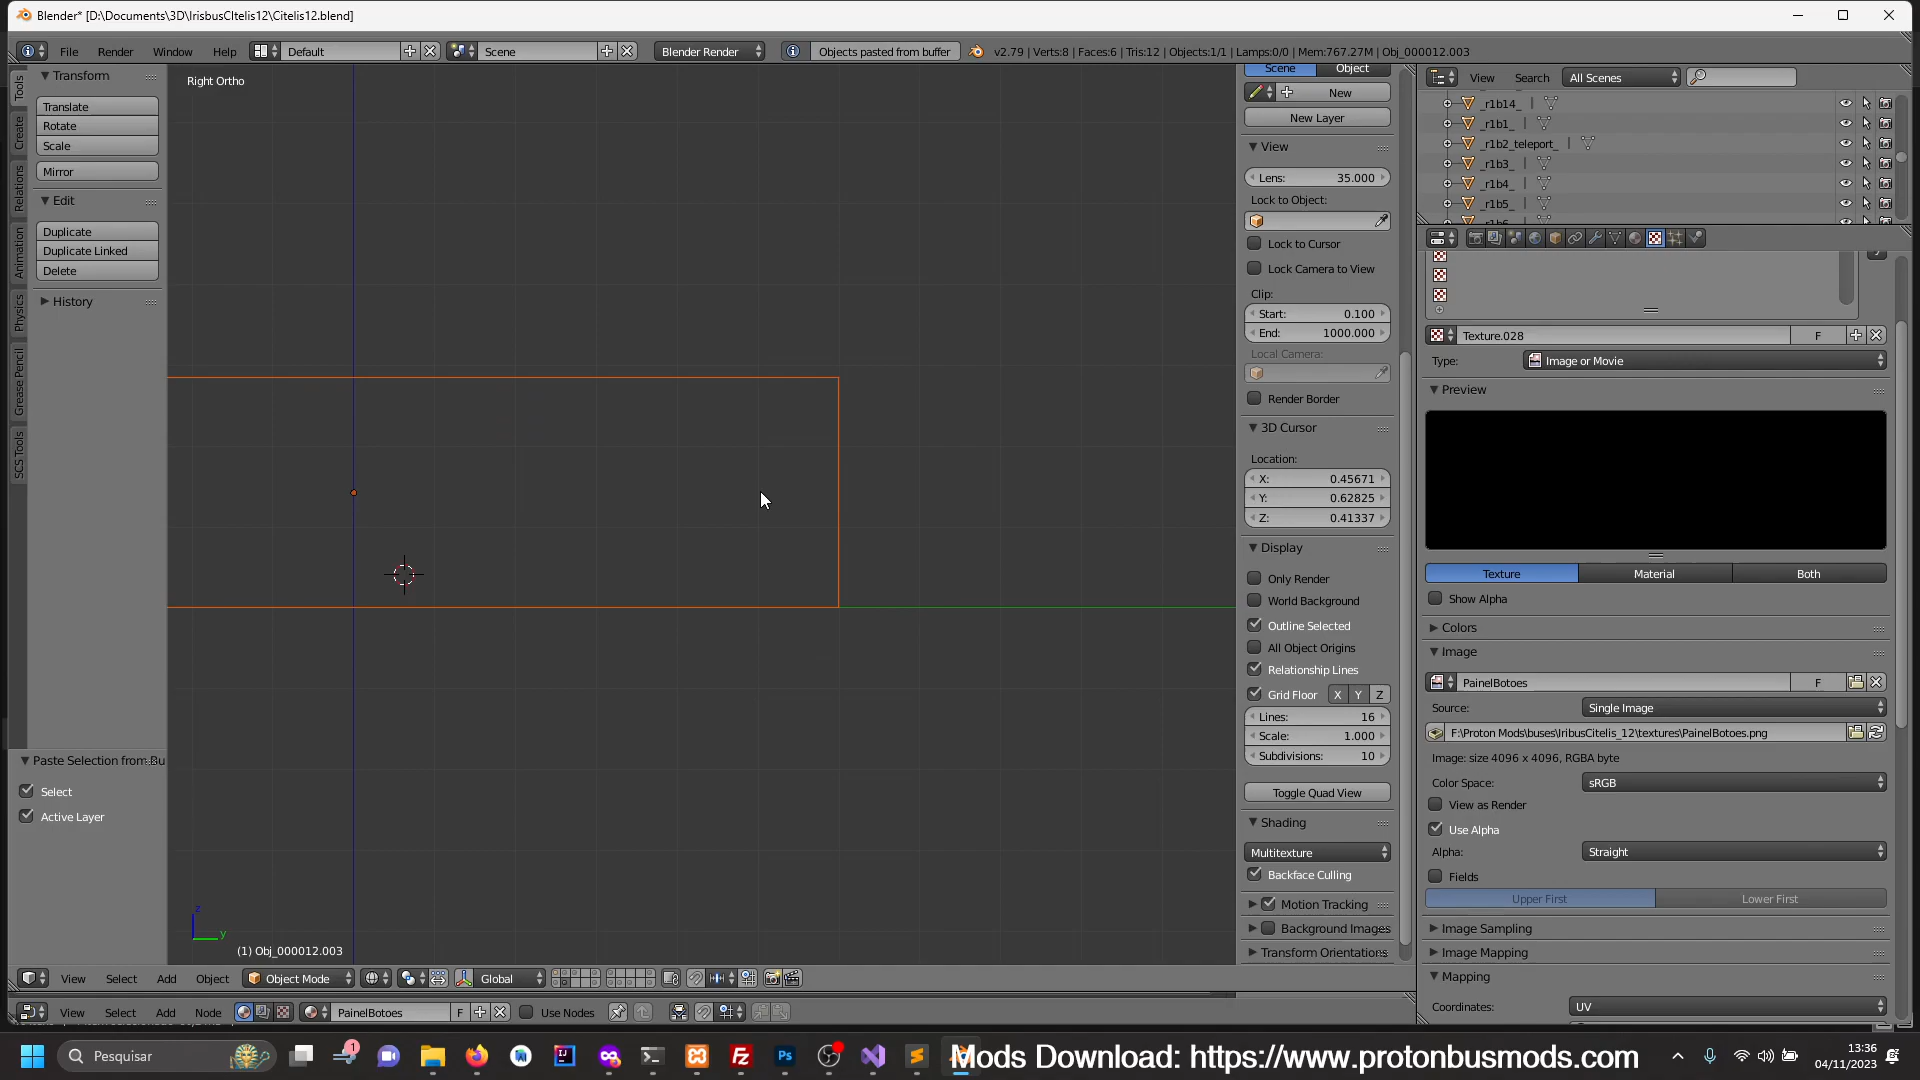 Blender* [D:\Documents\3D\IrisbusCItelis12\Citelis12.blend]
File Render Window Help Default Scene Blender Render Objects pasted from buffer v2.79 | Verts:8 | Faces:6 | Tris:12 | Objects:1/1 | Lamps:0/0 | Mem:767.27M | Obj_000012.003
Tools
Create
Relations
Animation
Physics
Grease Pencil
SCS Tools
Transform
Translate
Rotate
Scale
Mirror
Edit
Duplicate
Duplicate Linked
Delete
History
Paste Selection from Bu
Select
Active Layer
Right Ortho
z
y
(1) Obj_000012.003
View Select Add Object Object Mode Global
View Select Add Node PainelBotoes F Use Nodes
Scene Object
New
New Layer
View
Lens: 35.000
Lock to Object:
Lock to Cursor
Lock Camera to View
Clip:
Start: 0.100
End: 1000.000
Local Camera:
Render Border
3D Cursor
Location:
X: 0.45671
Y: 0.62825
Z: 0.41337
Display
Only Render
World Background
Outline Selected
All Object Origins
Relationship Lines
Grid Floor X Y Z
Lines: 16
Scale: 1.000
Subdivisions: 10
Toggle Quad View
Shading
Multitexture
Backface Culling
Motion Tracking
Background Images
Transform Orientations
View Search All Scenes
_r1b14_
_r1b1_
_r1b2_teleport_
_r1b3_
_r1b4_
_r1b5_
_r1b6_
Texture.028 F
Type: Image or Movie
Preview
Texture Material Both
Show Alpha
Colors
Image
PainelBotoes F
Source: Single Image
F:\Proton Mods\buses\IribusCitelis_12\textures\PainelBotoes.png
Image: size 4096 x 4096, RGBA byte
Color Space: sRGB
View as Render
Use Alpha
Alpha: Straight
Fields
Upper First Lower First
Image Sampling
Image Mapping
Mapping
Coordinates: UV
Pesquisar
1
Mods Download: https://www.protonbusmods.com
13:36
04/11/2023